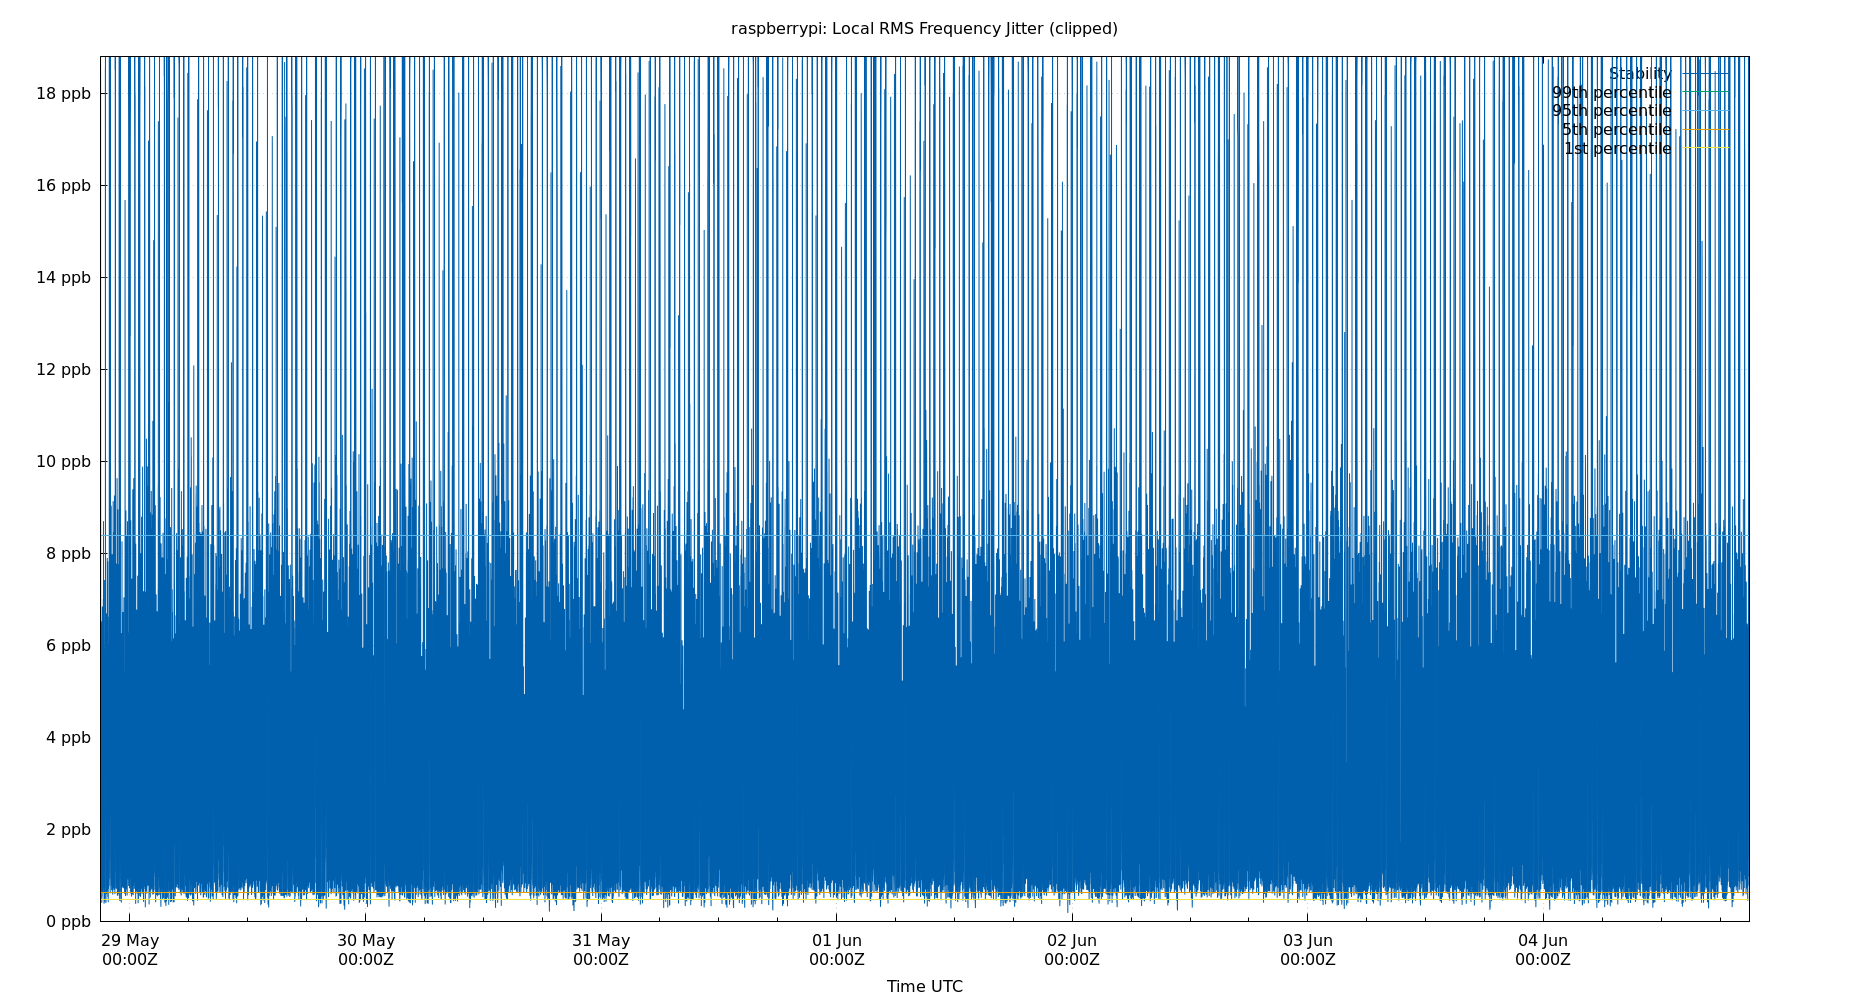 raspberrypi: Local RMS Frequency Jitter (clipped)
Stability
99th percentile
95th percentile
5th percentile
1st percentile
18 ppb
16 ppb
14 ppb
12 ppb
10 ppb
8 ppb
6 ppb
4 ppb
2 ppb
0 ppb
29 May 30 May 31 May 01 Jun 02 Jun 03 Jun 04 Jun
00:00Z 00:00Z 00:00Z 00:00Z 00:00Z 00:00Z 00:00Z
Time UTC